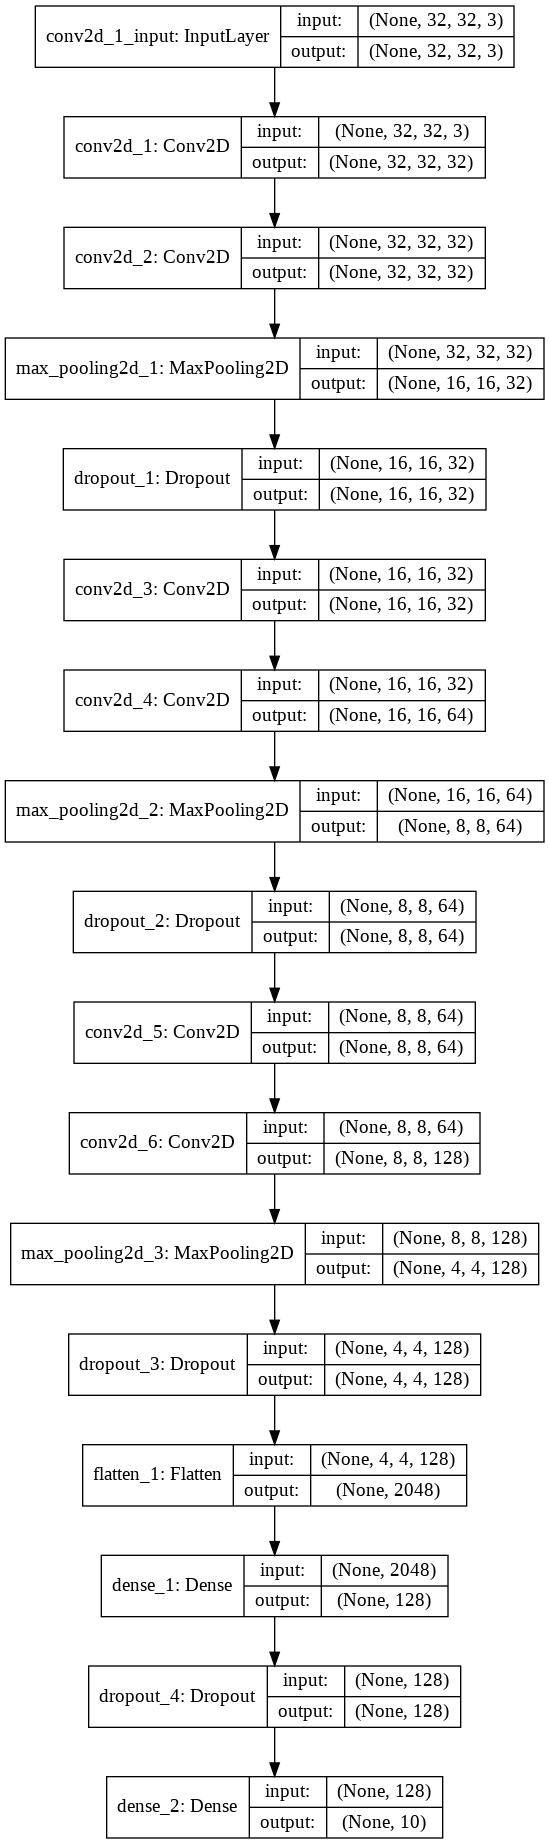 conv2d_1_input: InputLayer input: (None, 32, 32, 3)
output: (None, 32, 32, 3)
conv2d_1: Conv2D input: (None, 32, 32, 3)
output: (None, 32, 32, 32)
conv2d_2: Conv2D input: (None, 32, 32, 32)
output: (None, 32, 32, 32)
max_pooling2d_1: MaxPooling2D input: (None, 32, 32, 32)
output: (None, 16, 16, 32)
dropout_1: Dropout input: (None, 16, 16, 32)
output: (None, 16, 16, 32)
conv2d_3: Conv2D input: (None, 16, 16, 32)
output: (None, 16, 16, 32)
conv2d_4: Conv2D input: (None, 16, 16, 32)
output: (None, 16, 16, 64)
max_pooling2d_2: MaxPooling2D input: (None, 16, 16, 64)
output: (None, 8, 8, 64)
dropout_2: Dropout input: (None, 8, 8, 64)
output: (None, 8, 8, 64)
conv2d_5: Conv2D input: (None, 8, 8, 64)
output: (None, 8, 8, 64)
conv2d_6: Conv2D input: (None, 8, 8, 64)
output: (None, 8, 8, 128)
max_pooling2d_3: MaxPooling2D input: (None, 8, 8, 128)
output: (None, 4, 4, 128)
dropout_3: Dropout input: (None, 4, 4, 128)
output: (None, 4, 4, 128)
flatten_1: Flatten input: (None, 4, 4, 128)
output: (None, 2048)
dense_1: Dense input: (None, 2048)
output: (None, 128)
dropout_4: Dropout input: (None, 128)
output: (None, 128)
dense_2: Dense input: (None, 128)
output: (None, 10)